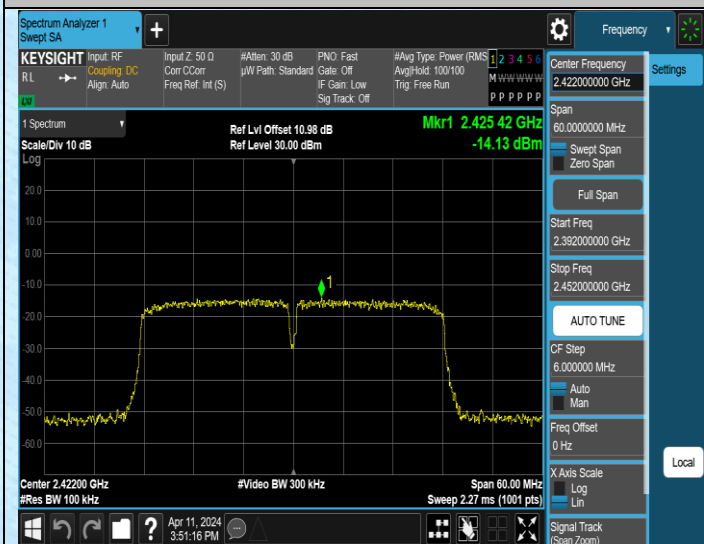 Spectrum Analyzer 1
Swept SA
Frequency
KEYSIGHT
RL
LXI
Input: RF
Coupling: DC
Align: Auto
Input Z: 50 Ω
Corr CCorr
Freq Ref: Int (S)
#Atten: 30 dB
µW Path: Standard
PNO: Fast
Gate: Off
IF Gain: Low
Sig Track: Off
#Avg Type: Power (RMS
Avg|Hold: 100/100
Trig: Free Run
1 2 3 4 5 6
M W W W W W
P P P P P P
1 Spectrum
Scale/Div 10 dB
Ref Lvl Offset 10.98 dB
Ref Level 30.00 dBm
Mkr1 2.425 42 GHz
-14.13 dBm
Log
20.0
10.0
0.00
-10.0
-20.0
-30.0
-40.0
-50.0
-60.0
1
Center 2.42200 GHz
#Res BW 100 kHz
#Video BW 300 kHz
Span 60.00 MHz
Sweep 2.27 ms (1001 pts)
Center Frequency
2.422000000 GHz
Settings
Span
60.0000000 MHz
Swept Span
Zero Span
Full Span
Start Freq
2.392000000 GHz
Stop Freq
2.452000000 GHz
AUTO TUNE
CF Step
6.000000 MHz
Auto
Man
Freq Offset
0 Hz
X Axis Scale
Log
Lin
Local
Signal Track
(Span Zoom)
?
Apr 11, 2024
3:51:16 PM